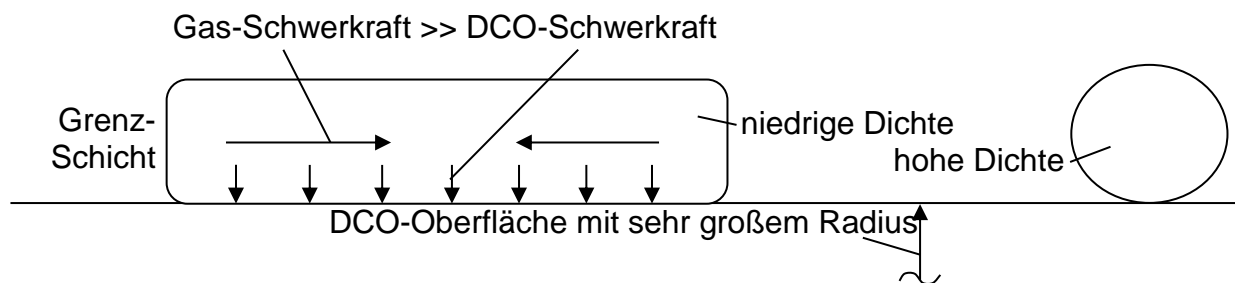 Gas-Schwerkraft >> DCO-Schwerkraft
Grenz-
Schicht
niedrige Dichte
hohe Dichte
DCO-Oberfläche mit sehr großem Radius